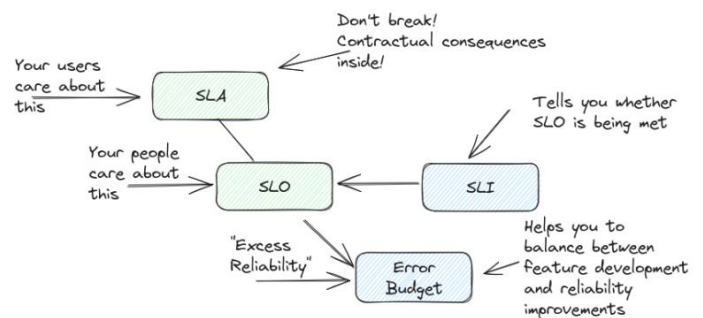 Don't break!
Contractual consequences
inside!
Your users
care about
this
SLA
Tells you whether
SLO is being met
Your people
care about
this
SLO
SLI
"Excess
Reliability"
Error
Budget
Helps you to
balance between
feature development
and reliability
improvements